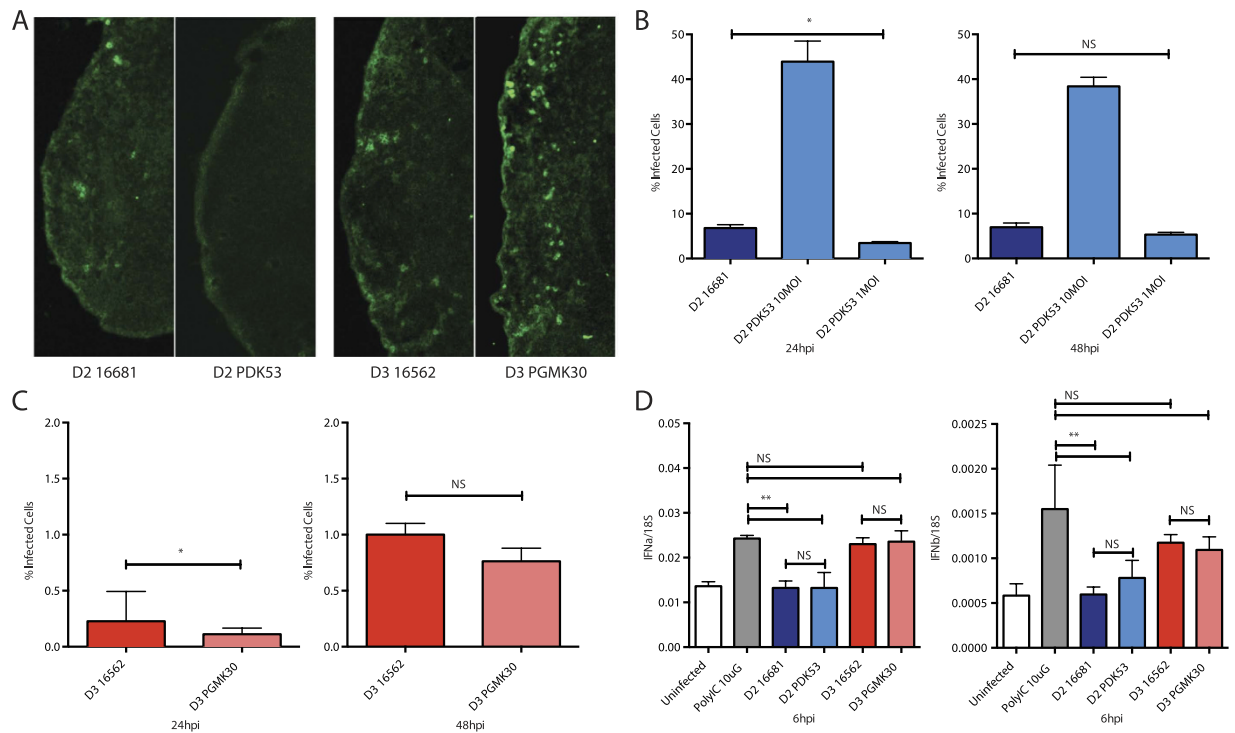 A
D2 16681
D2 PDK53
D3 16562
D3 PGMK30
B
*
50
40
30
20
10
0
% Infected Cells
D2 16681
D2 PDK53 10MOI
D2 PDK53 1MOI
24hpi
NS
50
40
30
20
10
0
% Infected Cells
D2 16681
D2 PDK53 10MOI
D2 PDK53 1MOI
48hpi
C
2.0
1.5
1.0
0.5
0.0
% Infected Cells
*
D3 16562
D3 PGMK30
24hpi
2.0
1.5
1.0
0.5
0.0
% Infected Cells
NS
D3 16562
D3 PGMK30
48hpi
D
0.05
0.04
0.03
0.02
0.01
0.00
IFNa/18S
NS
**
NS
NS
Uninfected
PolyIC 10uG
D2 16681
D2 PDK53
D3 16562
D3 PGMK30
6hpi
0.0025
0.0020
0.0015
0.0010
0.0005
0.0000
IFNb/18S
NS
**
NS
NS
Uninfected
PolyIC 10uG
D2 16681
D2 PDK53
D3 16562
D3 PGMK30
6hpi